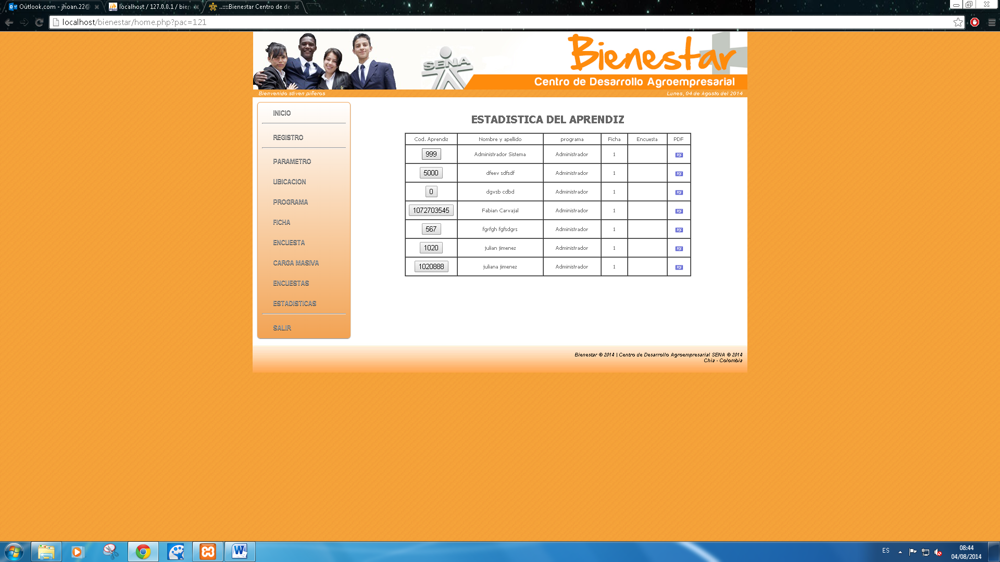 Outlook.com - jhoan.22@
localhost / 127.0.0.1 / bien
..::::Bienestar Centro de de
localhost/bienestar/home.php?pac=121
SENA
Bienestar
Centro de Desarrollo Agroempresarial
Bienvenido stiven piñeros
Lunes, 04 de Agosto del 2014
INICIO
REGISTRO
PARAMETRO
UBICACION
PROGRAMA
FICHA
ENCUESTA
CARGA MASIVA
ENCUESTAS
ESTADISTICAS
SALIR
ESTADISTICA DEL APRENDIZ
Cod. Aprendiz Nombre y apellido programa Ficha Encuesta PDF
999 Administrador Sistema Administrador 1 PDF
5000 dfeev sdfsdf Administrador 1 PDF
0 dgvsb cdbd Administrador 1 PDF
1072703545 Fabian Carvajal Administrador 1 PDF
567 fgrfgh fgfsdgrs Administrador 1 PDF
1020 julian jimenez Administrador 1 PDF
1020888 juliana jimenez Administrador 1 PDF
Bienestar © 2014 | Centro de Desarrollo Agroempresarial SENA © 2014
Chia - Colombia
ES
08:44
04/08/2014